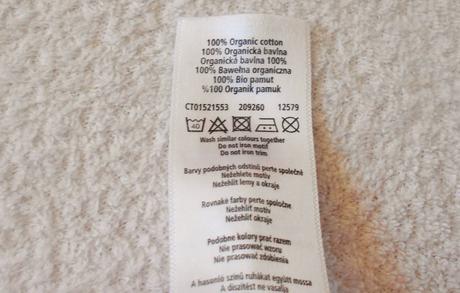 100% Organic cotton
100% Organická bavlna
Organická bavlna 100%
100% Bawełna organiczna
100% Bio pamut
%100 Organik pamuk
CT01521553 209260 12579
40
Wash similar colours together
Do not iron motif
Do not iron trim
Barvy podobných odstínů perte společně
Nežehlete motiv
Nežehlit lemy a okraje
Rovnaké farby perte spoločne
Nežehliť motív
Nežehliť okraje
Podobne kolory prać razem
Nie prasować wzoru
Nie prasować zdobienia
A hasonló színű ruhákat együtt mossa
A díszítést ne vasalja